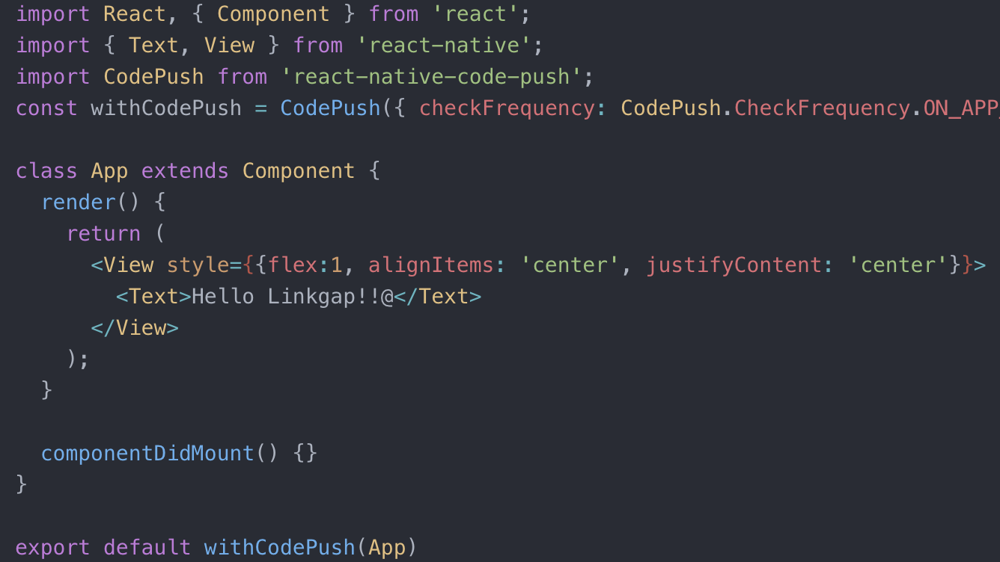 import React, { Component } from 'react';
import { Text, View } from 'react-native';
import CodePush from 'react-native-code-push';
const withCodePush = CodePush({ checkFrequency: CodePush.CheckFrequency.ON_APP_

class App extends Component {
  render() {
    return (
      <View style={{flex:1, alignItems: 'center', justifyContent: 'center'}}>
        <Text>Hello Linkgap!!@</Text>
      </View>
    );
  }

  componentDidMount() {}
}

export default withCodePush(App)